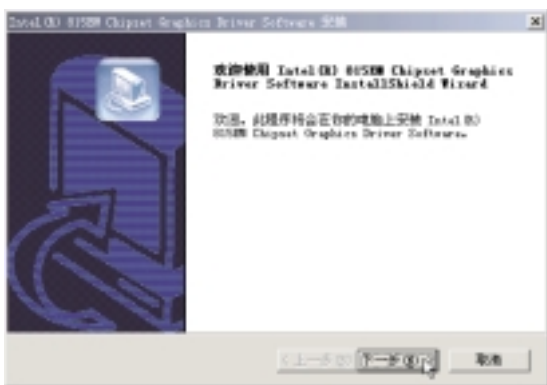 Intel(R) 815EM Chipset Graphics Driver Software 安装
欢迎使用 Intel(R) 815EM Chipset Graphics
Driver Software InstallShield Wizard
欢迎。此程序将会在你的电脑上安装 Intel(R)
815EM Chipset Graphics Driver Software。
<上一步(B)
下一步(N)>
取消